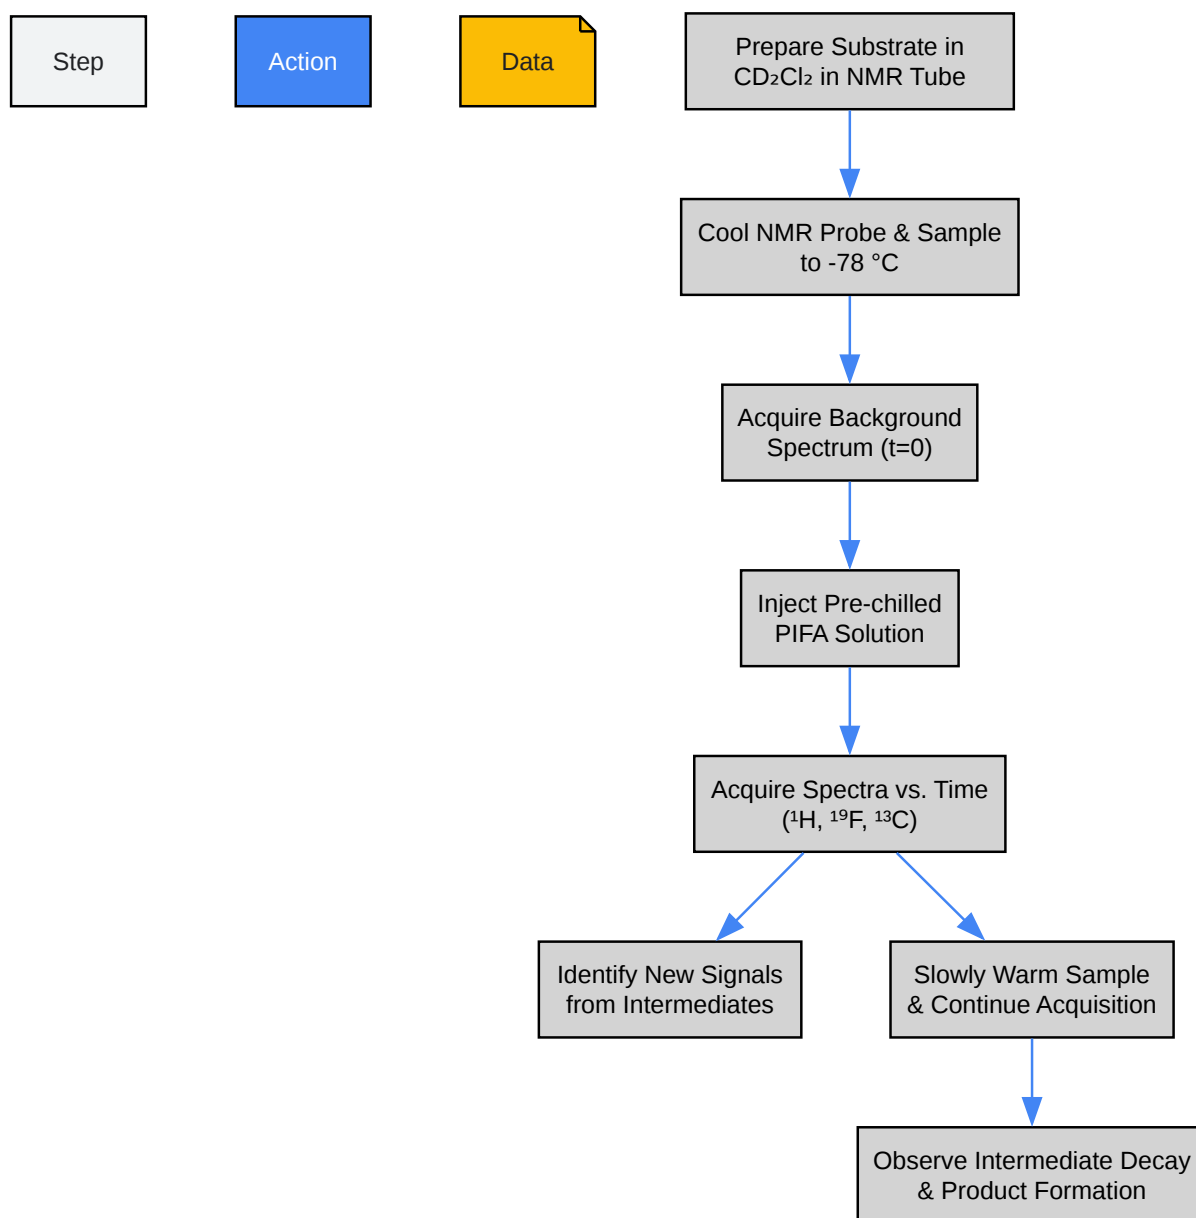 Step
Action
Data
Prepare Substrate in
CD₂Cl₂ in NMR Tube
Cool NMR Probe & Sample
to -78 °C
Acquire Background
Spectrum (t=0)
Inject Pre-chilled
PIFA Solution
Acquire Spectra vs. Time
(¹H, ¹⁹F, ¹³C)
Identify New Signals
from Intermediates
Slowly Warm Sample
& Continue Acquisition
Observe Intermediate Decay
& Product Formation